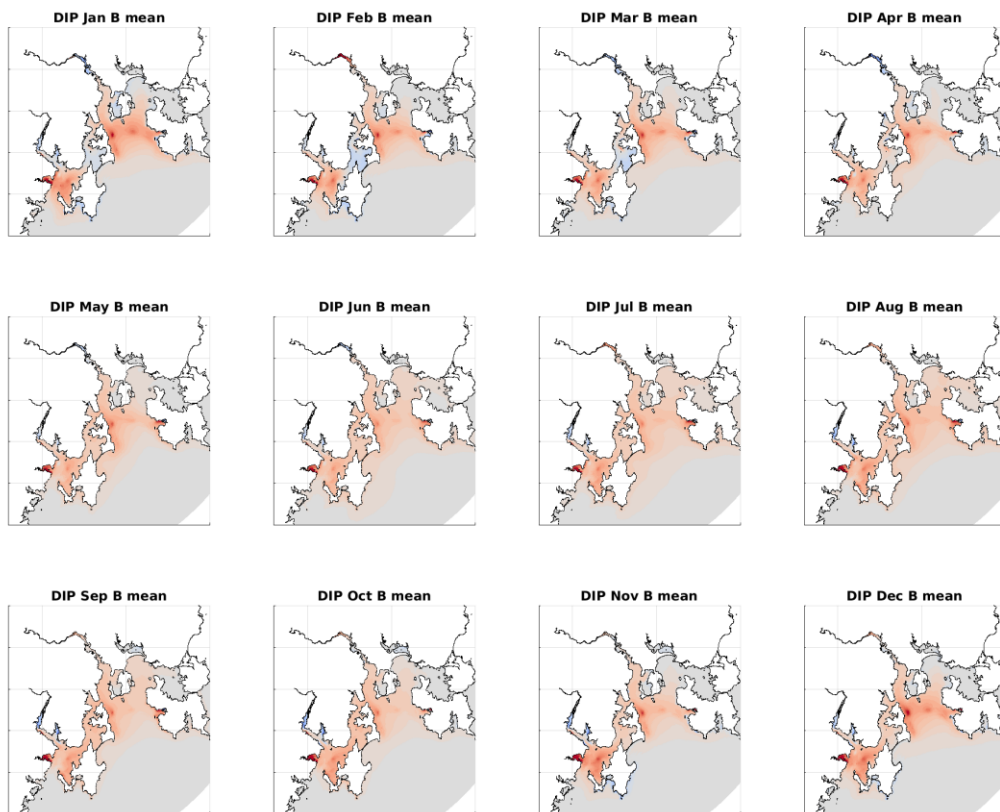 DIP Jan B mean
DIP Feb B mean
DIP Mar B mean
DIP Apr B mean
DIP May B mean
DIP Jun B mean
DIP Jul B mean
DIP Aug B mean
DIP Sep B mean
DIP Oct B mean
DIP Nov B mean
DIP Dec B mean